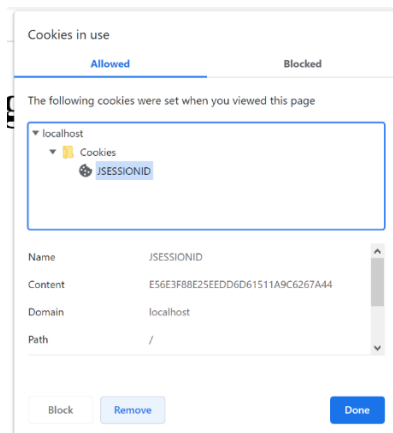 Cookies in use
Allowed Blocked
The following cookies were set when you viewed this page
localhost
Cookies
JSESSIONID
Name JSESSIONID
Content E56E3F88E25EEDD6D61511A9C6267A44
Domain localhost
Path /
Block Remove Done